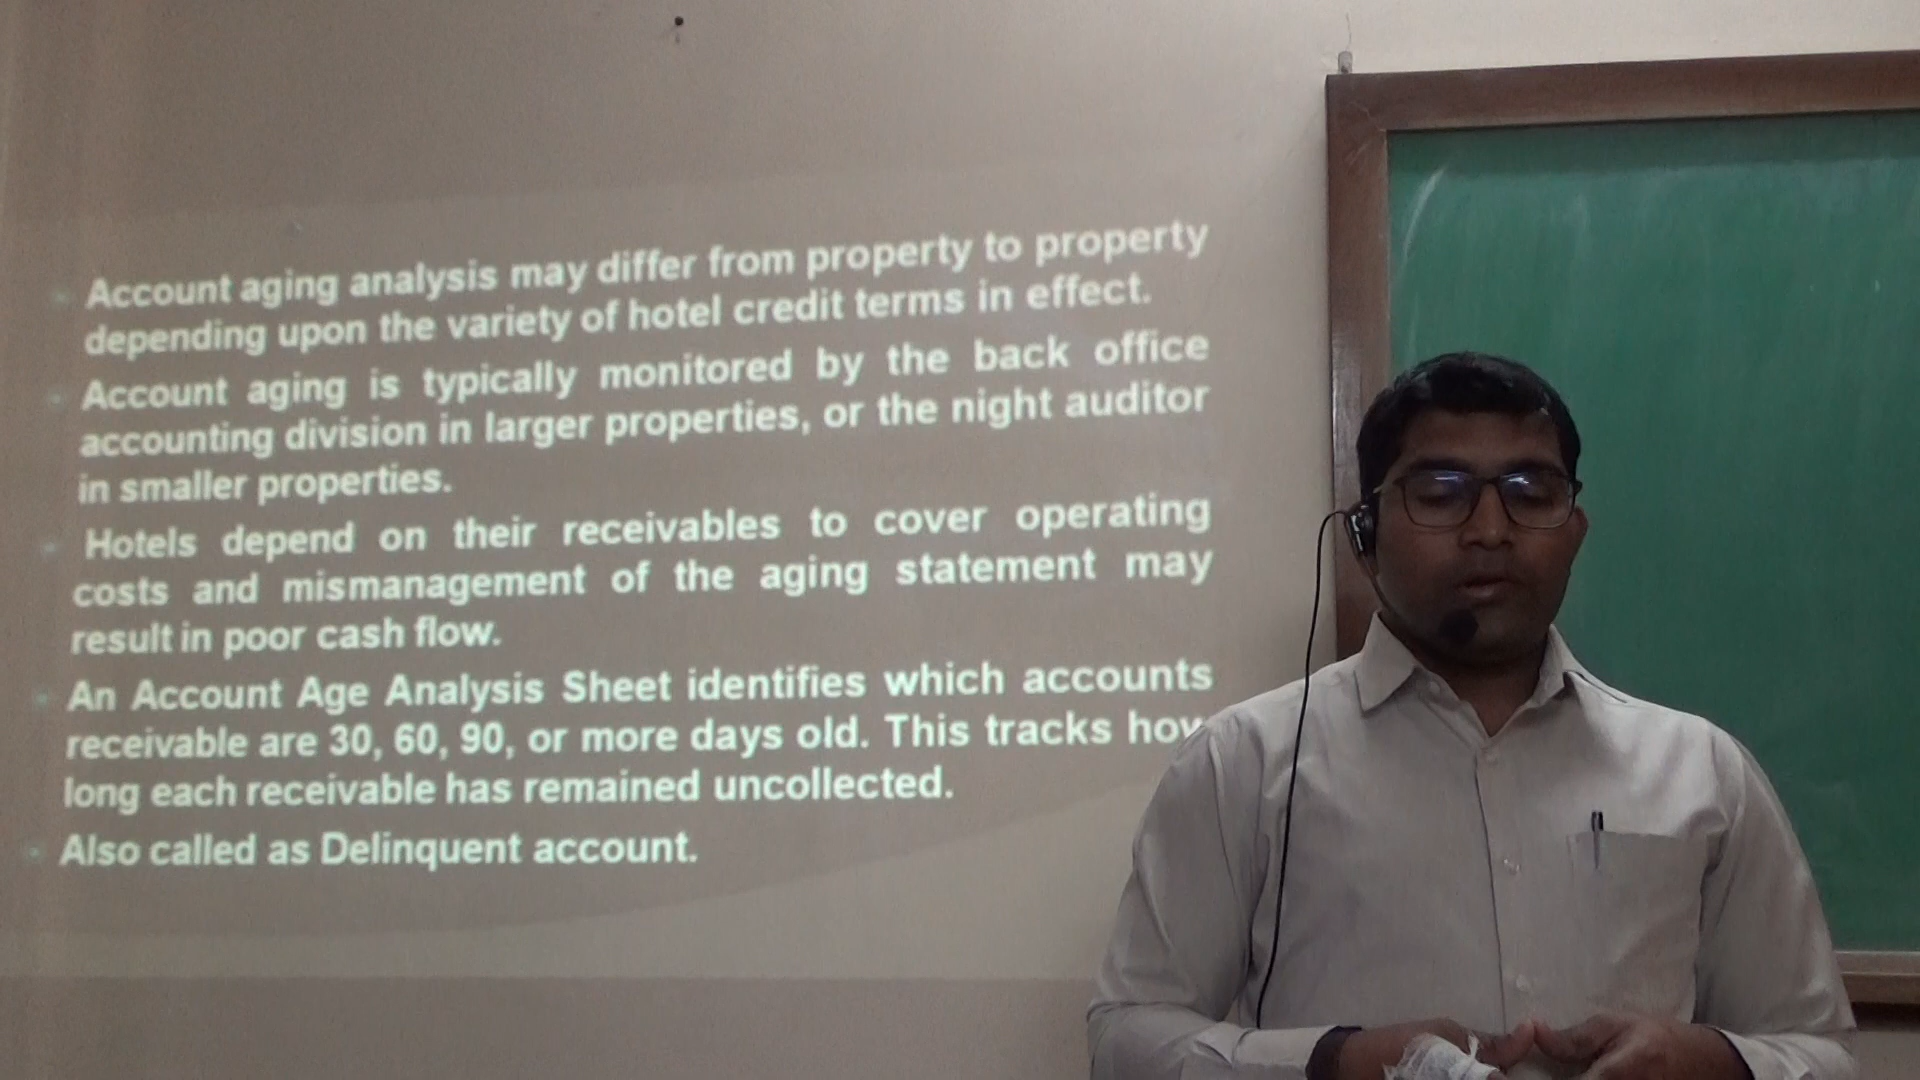 Account aging analysis may differ from property to property
depending upon the variety of hotel credit terms in effect.
Account aging is typically monitored by the back office
accounting division in larger properties, or the night auditor
in smaller properties.
Hotels depend on their receivables to cover operating
costs and mismanagement of the aging statement may
result in poor cash flow.
An Account Age Analysis Sheet identifies which accounts
receivable are 30, 60, 90, or more days old. This tracks how
long each receivable has remained uncollected.
Also called as Delinquent account.